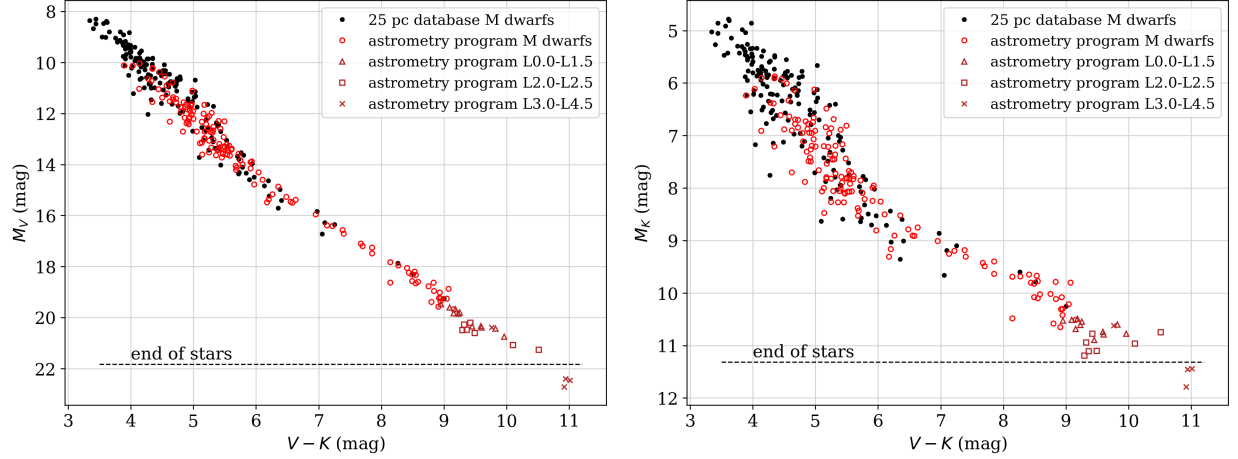 8
10
12
14
16
18
20
22
M_V (mag)
3 4 5 6 7 8 9 10 11
V − K (mag)
25 pc database M dwarfs
astrometry program M dwarfs
astrometry program L0.0-L1.5
astrometry program L2.0-L2.5
astrometry program L3.0-L4.5
end of stars
5
6
7
8
9
10
11
12
M_K (mag)
4 5 6 7 8 9 10 11
V − K (mag)
25 pc database M dwarfs
astrometry program M dwarfs
astrometry program L0.0-L1.5
astrometry program L2.0-L2.5
astrometry program L3.0-L4.5
end of stars